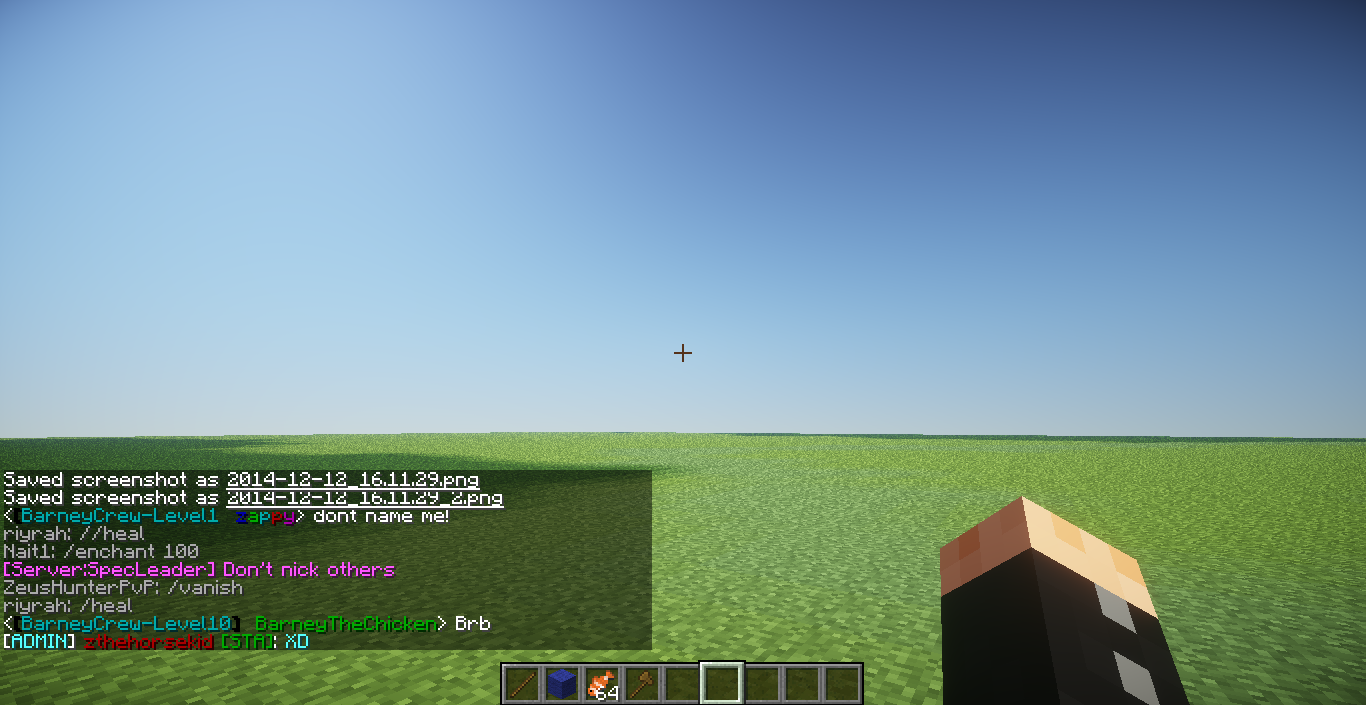 Saved screenshot as 2014-12-12_16.11.29.png
Saved screenshot as 2014-12-12_16.11.29_2.png
<[BarneyCrew-Level1] zappy> dont name me!
riyrah: //heal
Nait1: /enchant 100
[Server:SpecLeader] Don't nick others
ZeusHunterPvP: /vanish
riyrah: /heal
<[BarneyCrew-Level10] BarneyTheChicken> Brb
[ADMIN] zthehorsekid [STA]: XD
64